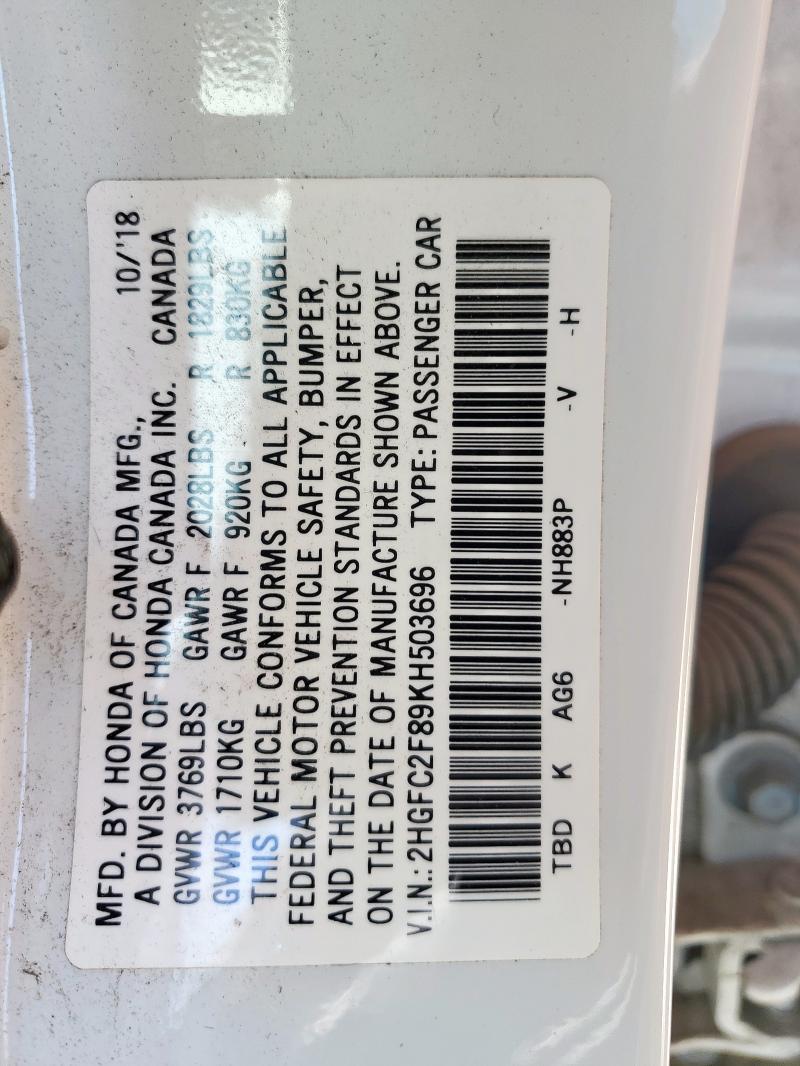 MFD. BY HONDA OF CANADA MFG., 10/'18
A DIVISION OF HONDA CANADA INC. CANADA
GVWR 3769LBS GAWR F 2028LBS R 1829LBS
GVWR 1710KG GAWR F 920KG R 830KG
THIS VEHICLE CONFORMS TO ALL APPLICABLE
FEDERAL MOTOR VEHICLE SAFETY, BUMPER,
AND THEFT PREVENTION STANDARDS IN EFFECT
ON THE DATE OF MANUFACTURE SHOWN ABOVE.
V.I.N.: 2HGFC2F89KH503696 TYPE: PASSENGER CAR
TBD K AG6 -NH883P -V -H